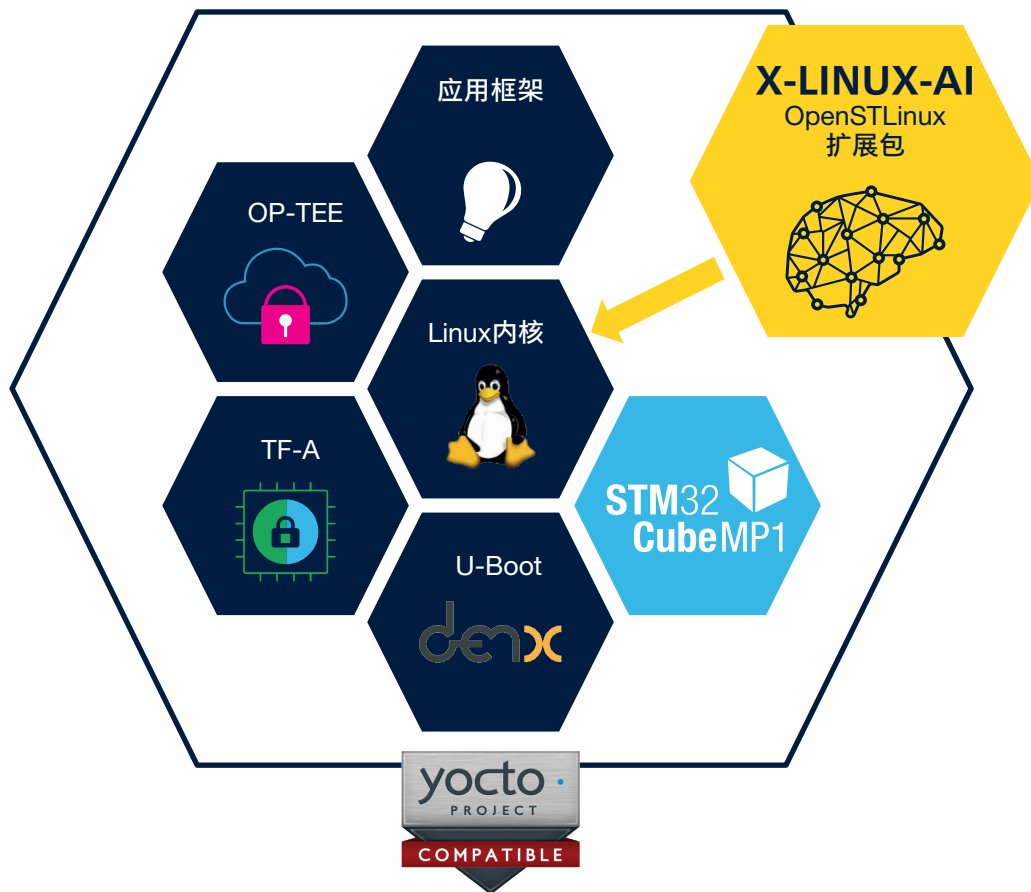 应用框架
X-LINUX-AI
OpenSTLinux
扩展包
OP-TEE
Linux内核
TF-A
STM32
CubeMP1
U-Boot
denx
yocto
PROJECT
COMPATIBLE